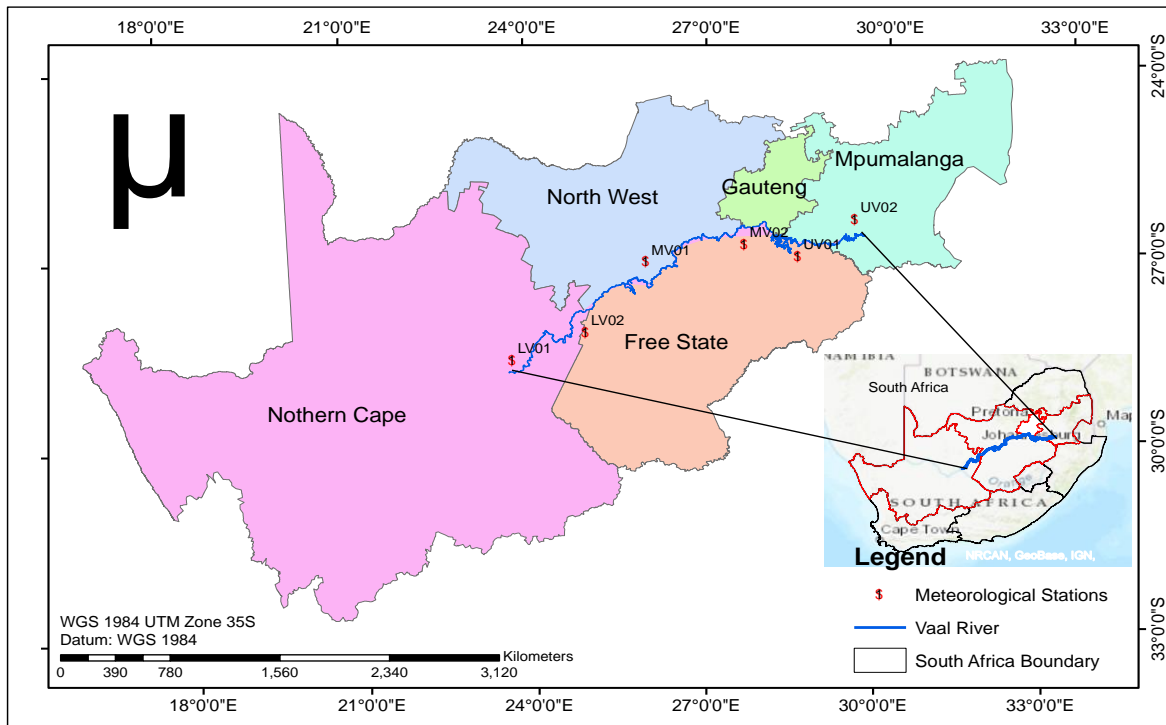 18°0'0"E 21°0'0"E 24°0'0"E 27°0'0"E 30°0'0"E 33°0'0"E
24°0'0"S
27°0'0"S
30°0'0"S
33°0'0"S
µ
Mpumalanga
Gauteng
North West
UV02
MV02
UV01
MV01
LV02
Free State
LV01
Nothern Cape
NAMIBIA
BOTSWANA
South Africa
Pretoria
Johannesburg
Map
Orange
SOUTH AFRICA
Cape Town
NRCAN, GeoBase, IGN,
Legend
$ Meteorological Stations
Vaal River
South Africa Boundary
WGS 1984 UTM Zone 35S
Datum: WGS 1984
Kilometers
0 390 780 1,560 2,340 3,120
18°0'0"E 21°0'0"E 24°0'0"E 27°0'0"E 30°0'0"E 33°0'0"E